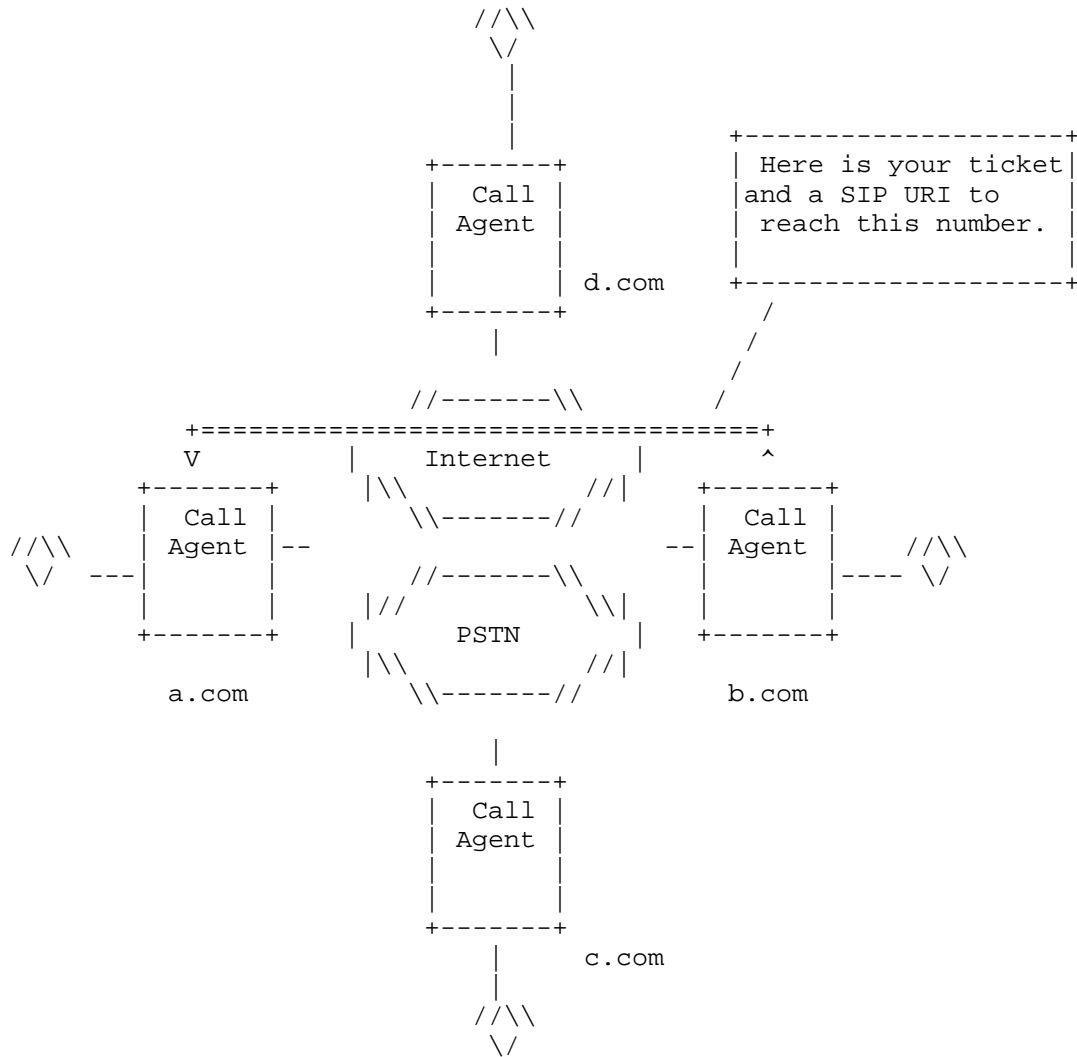 Here is your ticket
and a SIP URI to
reach this number.
Call
Agent
d.com
Internet
Call
Agent
Call
Agent
PSTN
a.com
b.com
Call
Agent
c.com